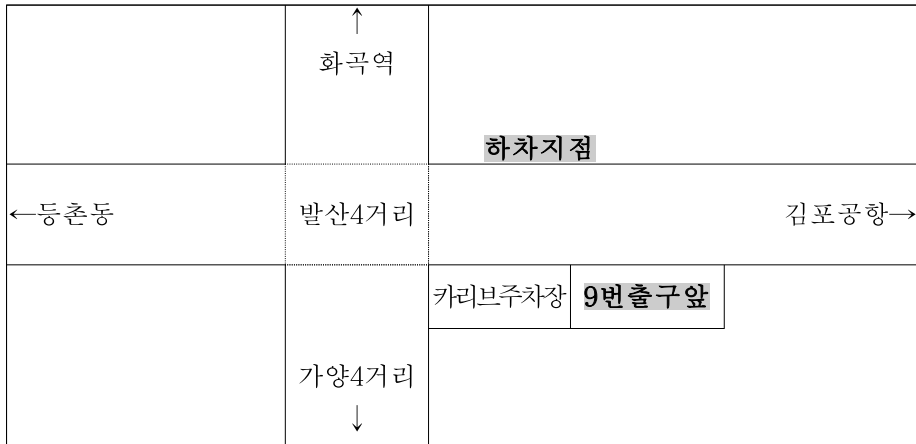 ↑
화곡역
하차지점
←등촌동 발산4거리 김포공항→
카리브주차장 9번출구앞
가양4거리
↓